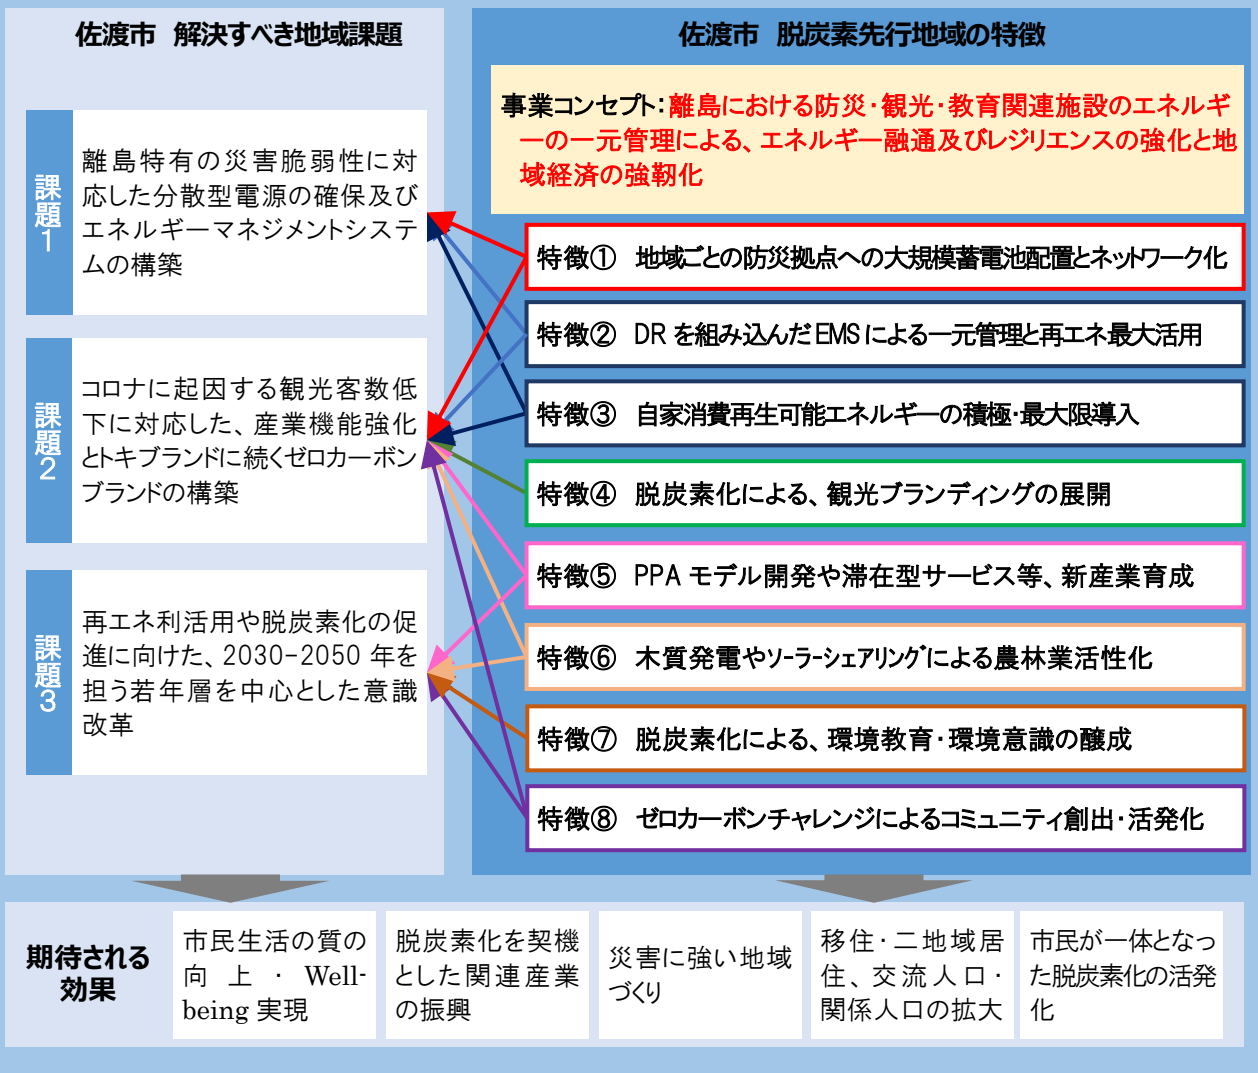 佐渡市 解決すべき地域課題
課題1
離島特有の災害脆弱性に対
応した分散型電源の確保及び
エネルギーマネジメントシステ
ムの構築
課題2
コロナに起因する観光客数低
下に対応した、産業機能強化
とトキブランドに続くゼロカーボン
ブランドの構築
課題3
再エネ利活用や脱炭素化の促
進に向けた、2030-2050 年を
担う若年層を中心とした意識
改革
佐渡市 脱炭素先行地域の特徴
事業コンセプト：離島における防災・観光・教育関連施設のエネルギ
ーの一元管理による、エネルギー融通及びレジリエンスの強化と地
域経済の強靭化
特徴① 地域ごとの防災拠点への大規模蓄電池配置とネットワーク化
特徴② DR を組み込んだ EMS による一元管理と再エネ最大活用
特徴③ 自家消費再生可能エネルギーの積極・最大限導入
特徴④ 脱炭素化による、観光ブランディングの展開
特徴⑤ PPA モデル開発や滞在型サービス等、新産業育成
特徴⑥ 木質発電やソーラーシェアリングによる農林業活性化
特徴⑦ 脱炭素化による、環境教育・環境意識の醸成
特徴⑧ ゼロカーボンチャレンジによるコミュニティ創出・活発化
期待される
効果
市民生活の質の
向上・Well-
being 実現
脱炭素化を契機
とした関連産業
の振興
災害に強い地域
づくり
移住・二地域居
住、交流人口・
関係人口の拡大
市民が一体となっ
た脱炭素化の活発
化